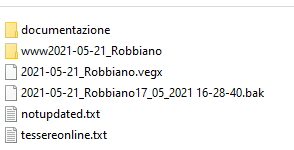 documentazione
www2021-05-21_Robbiano
2021-05-21_Robbiano.vegx
2021-05-21_Robbiano17_05_2021 16-28-40.bak
notupdated.txt
tessereonline.txt